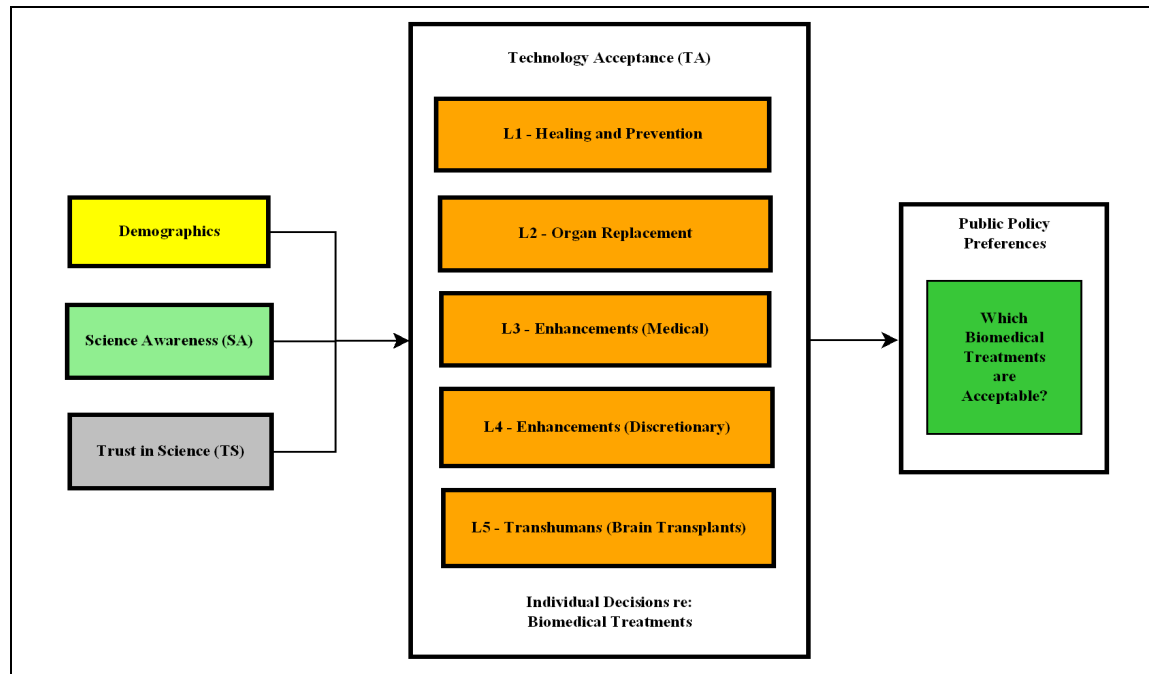 Demographics
Science Awareness (SA)
Trust in Science (TS)
Technology Acceptance (TA)
L1 - Healing and Prevention
L2 - Organ Replacement
L3 - Enhancements (Medical)
L4 - Enhancements (Discretionary)
L5 - Transhumans (Brain Transplants)
Individual Decisions re:
Biomedical Treatments
Public Policy
Preferences
Which
Biomedical
Treatments
are
Acceptable?